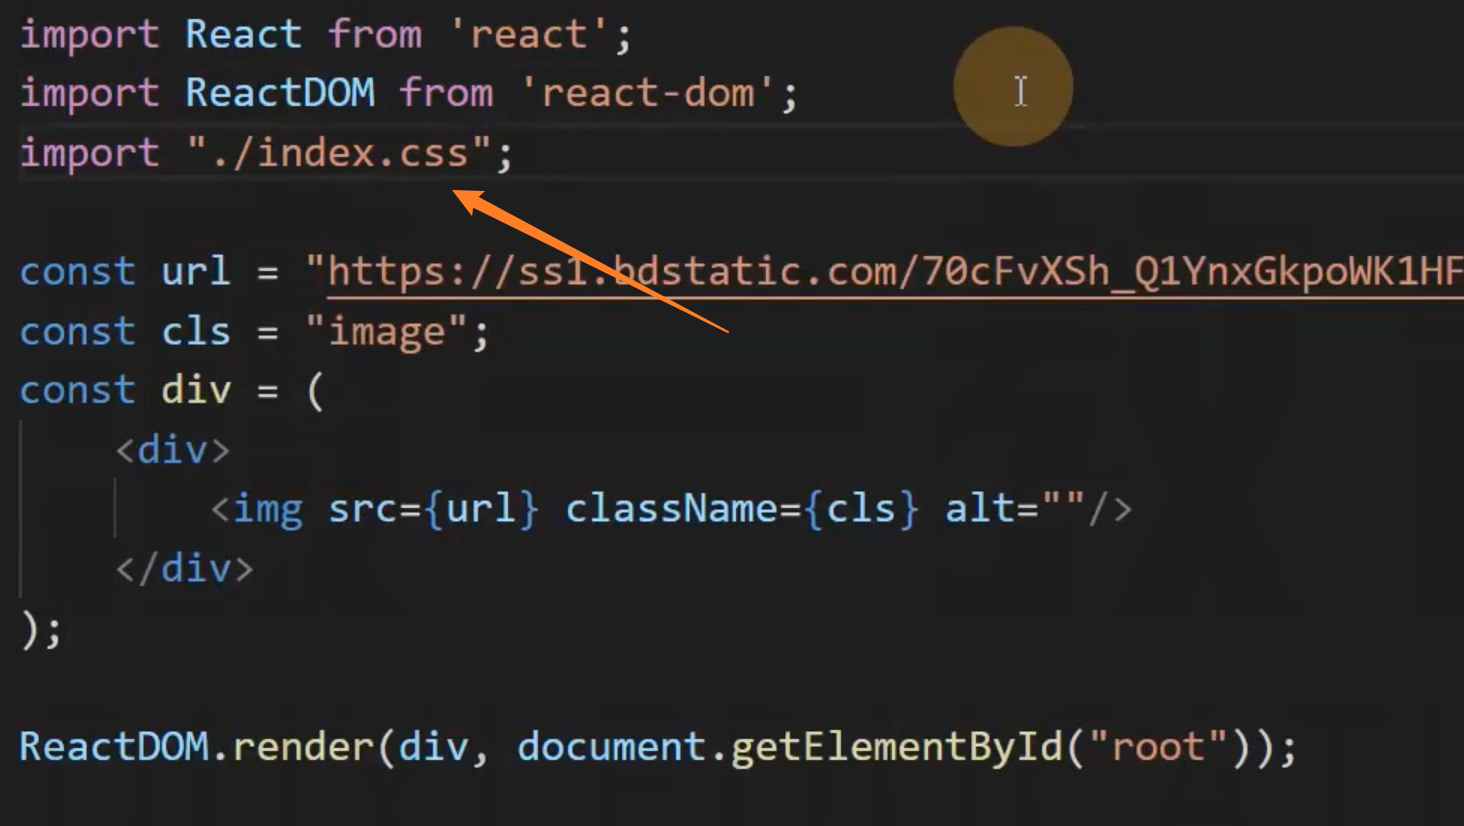 import React from 'react';
import ReactDOM from 'react-dom';
import "./index.css";
const url = "https://ss1.bdstatic.com/70cFvXSh_Q1YnxGkpoWK1HF
const cls = "image";
const div = (
<div>
<img src={url} className={cls} alt=""/>
</div>
);
ReactDOM.render(div, document.getElementById("root"));